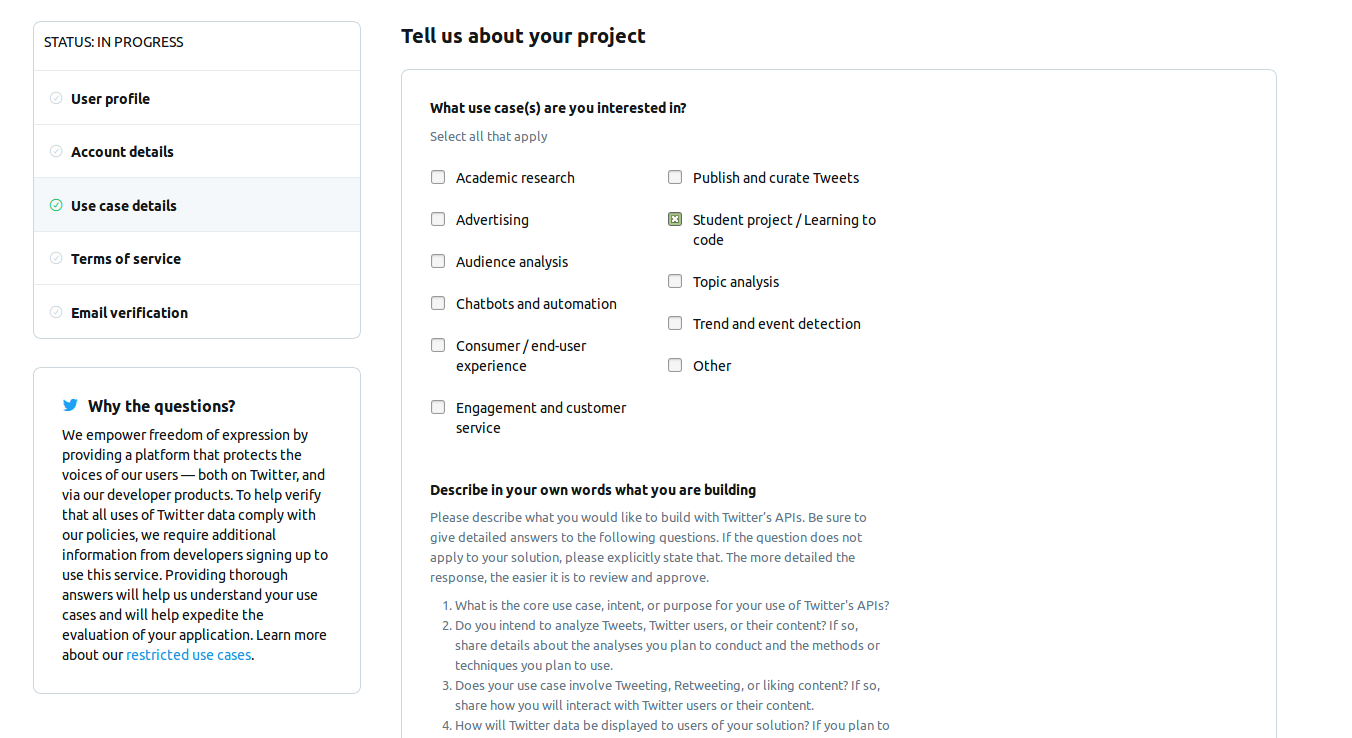 STATUS: IN PROGRESS
User profile
Account details
Use case details
Terms of service
Email verification
Why the questions?
We empower freedom of expression by
providing a platform that protects the
voices of our users — both on Twitter, and
via our developer products. To help verify
that all uses of Twitter data comply with
our policies, we require additional
information from developers signing up to
use this service. Providing thorough
answers will help us understand your use
cases and will help expedite the
evaluation of your application. Learn more
about our restricted use cases.
Tell us about your project
What use case(s) are you interested in?
Select all that apply
Academic research
Advertising
Audience analysis
Chatbots and automation
Consumer / end-user
experience
Engagement and customer
service
Publish and curate Tweets
Student project / Learning to
code
Topic analysis
Trend and event detection
Other
Describe in your own words what you are building
Please describe what you would like to build with Twitter's APIs. Be sure to
give detailed answers to the following questions. If the question does not
apply to your solution, please explicitly state that. The more detailed the
response, the easier it is to review and approve.
1. What is the core use case, intent, or purpose for your use of Twitter's APIs?
2. Do you intend to analyze Tweets, Twitter users, or their content? If so,
share details about the analyses you plan to conduct and the methods or
techniques you plan to use.
3. Does your use case involve Tweeting, Retweeting, or liking content? If so,
share how you will interact with Twitter users or their content.
4. How will Twitter data be displayed to users of your solution? If you plan to